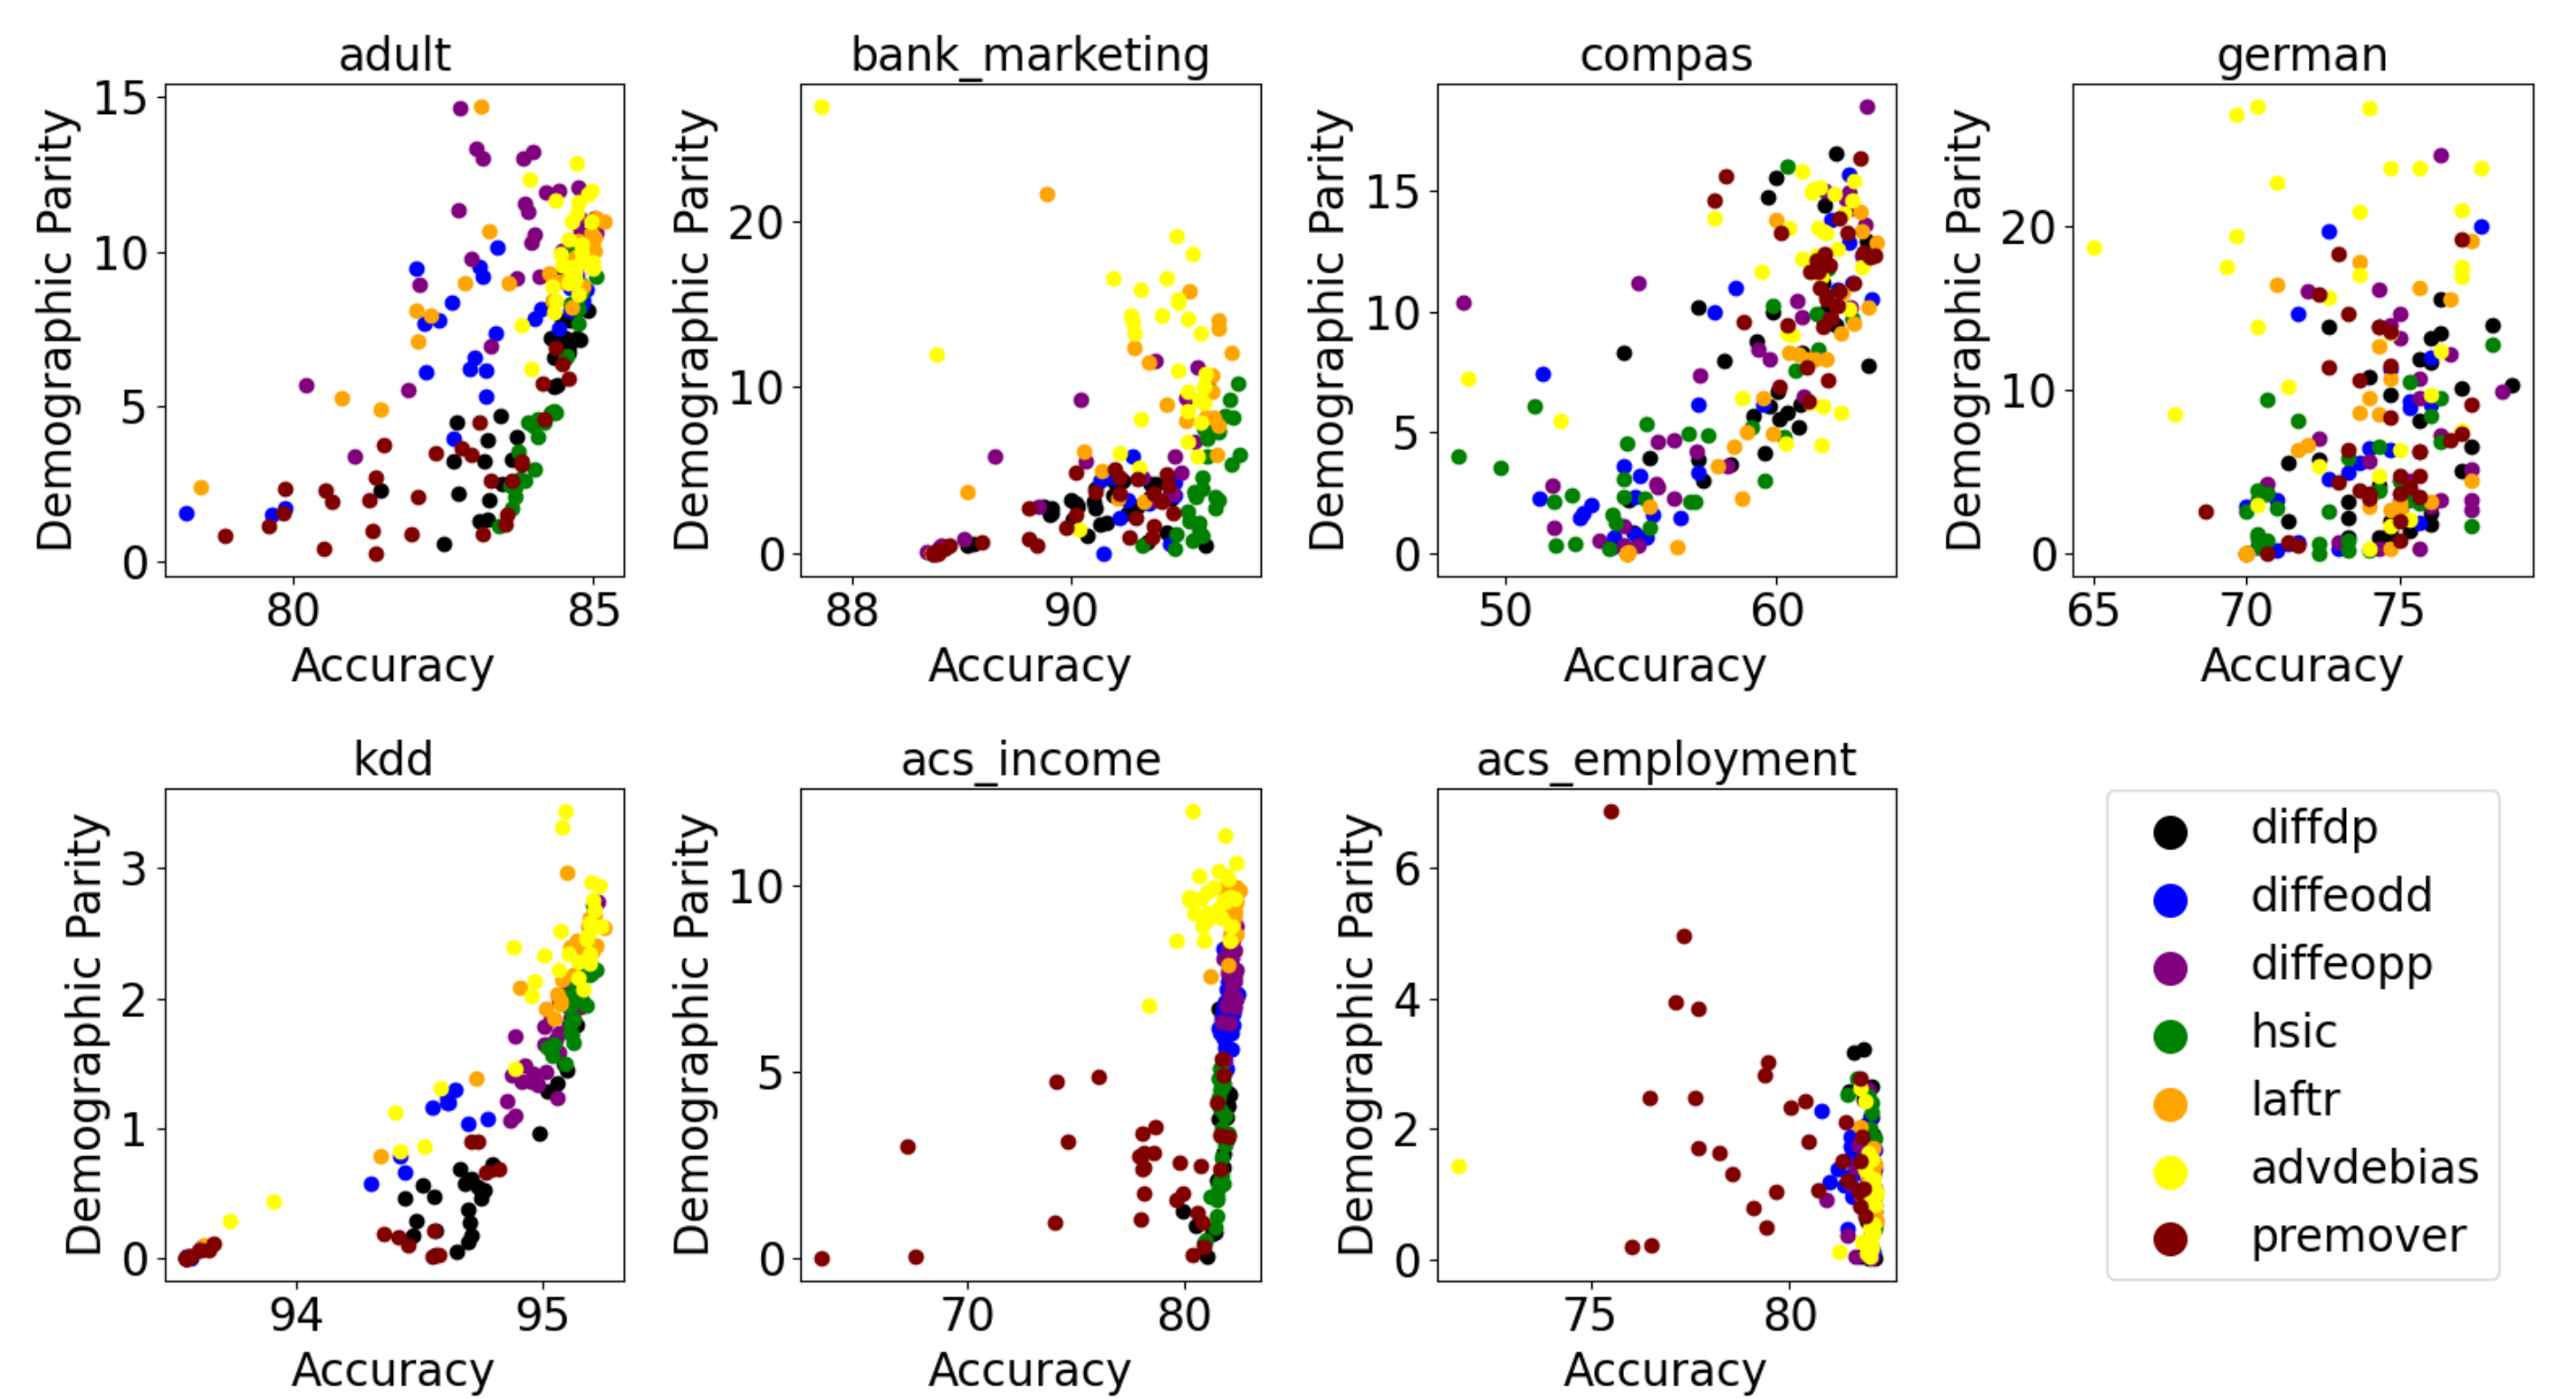 adult
bank_marketing
compas
german
15
10
5
0
Demographic Parity
80
85
Accuracy
20
10
0
Demographic Parity
88
90
Accuracy
15
10
5
0
Demographic Parity
50
60
Accuracy
20
10
0
Demographic Parity
65
70
75
Accuracy
kdd
acs_income
acs_employment
3
2
1
0
Demographic Parity
94
95
Accuracy
10
5
0
Demographic Parity
70
80
Accuracy
6
4
2
0
Demographic Parity
75
80
Accuracy
diffdp
diffeodd
diffeopp
hsic
laftr
advdebias
premover